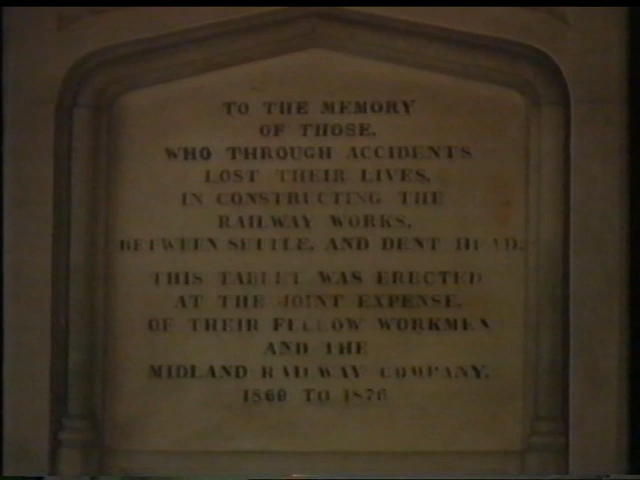 TO THE MEMORY
OF THOSE,
WHO THROUGH ACCIDENTS
LOST THEIR LIVES,
IN CONSTRUCTING THE
RAILWAY WORKS,
BETWEEN SETTLE, AND DENT HEAD.
THIS TABLET WAS ERECTED
AT THE JOINT EXPENSE,
OF THEIR FELLOW WORKMEN
AND THE
MIDLAND RAILWAY COMPANY.
1869 TO 1876